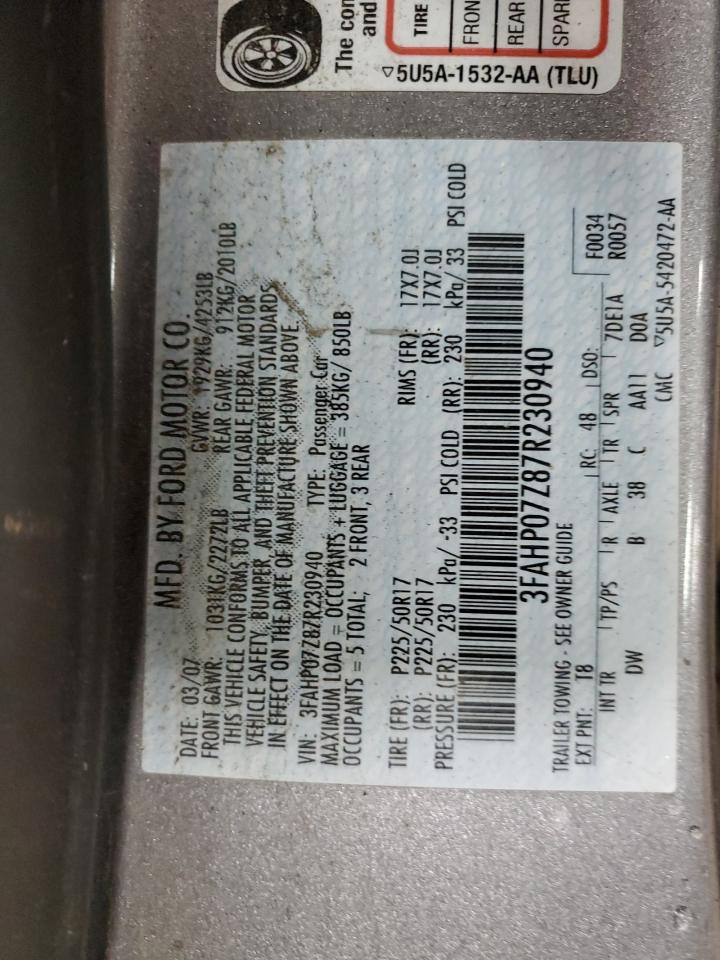 The con
and
TIRE
FRON
REAR
SPAR
▽5U5A-1532-AA (TLU)
MFD. BY FORD MOTOR CO.
DATE: 03/07 GVWR: 1929KG/4253LB
FRONT GAWR: 1031KG/2272LB REAR GAWR: 912KG/2010LB
THIS VEHICLE CONFORMS TO ALL APPLICABLE FEDERAL MOTOR
VEHICLE SAFETY, BUMPER, AND THEFT PREVENTION STANDARDS
IN EFFECT ON THE DATE OF MANUFACTURE SHOWN ABOVE.
VIN: 3FAHP07Z87R230940 TYPE: Passenger Car
MAXIMUM LOAD = OCCUPANTS + LUGGAGE = 385KG/ 850LB
OCCUPANTS = 5 TOTAL; 2 FRONT, 3 REAR
TIRE (FR): P225/50R17 RIMS (FR): 17X7.0J
(RR): P225/50R17 (RR): 17X7.0J
PRESSURE (FR): 230 kPa/ 33 PSI COLD (RR): 230 kPa/ 33 PSI COLD
3FAHP07Z87R230940
TRAILER TOWING - SEE OWNER GUIDE
EXT PNT: T8 RC: 48 DSO: F0034
R0057
INT TR TP/PS R AXLE TR SPR 7DE1A
DW B 38 C AA11 DOA
CMC ▽5U5A-5420472-AA